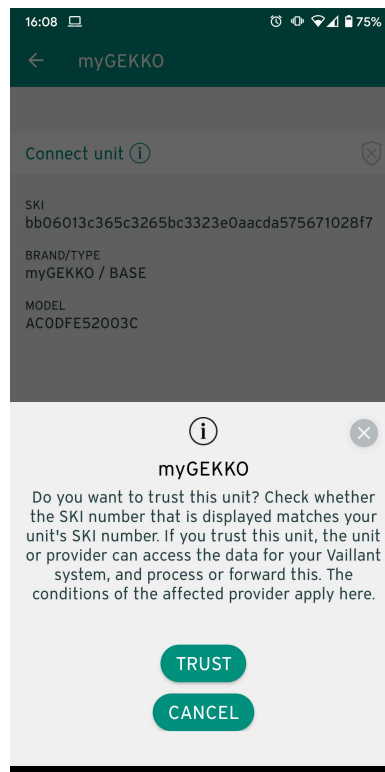 16:08 75%
myGEKKO
Connect unit
SKI
bb06013c365c3265bc3323e0aacda575671028f7
BRAND/TYPE
myGEKKO / BASE
MODEL
AC0DFE52003C
myGEKKO
Do you want to trust this unit? Check whether
the SKI number that is displayed matches your
unit's SKI number. If you trust this unit, the unit
or provider can access the data for your Vaillant
system, and process or forward this. The
conditions of the affected provider apply here.
TRUST
CANCEL